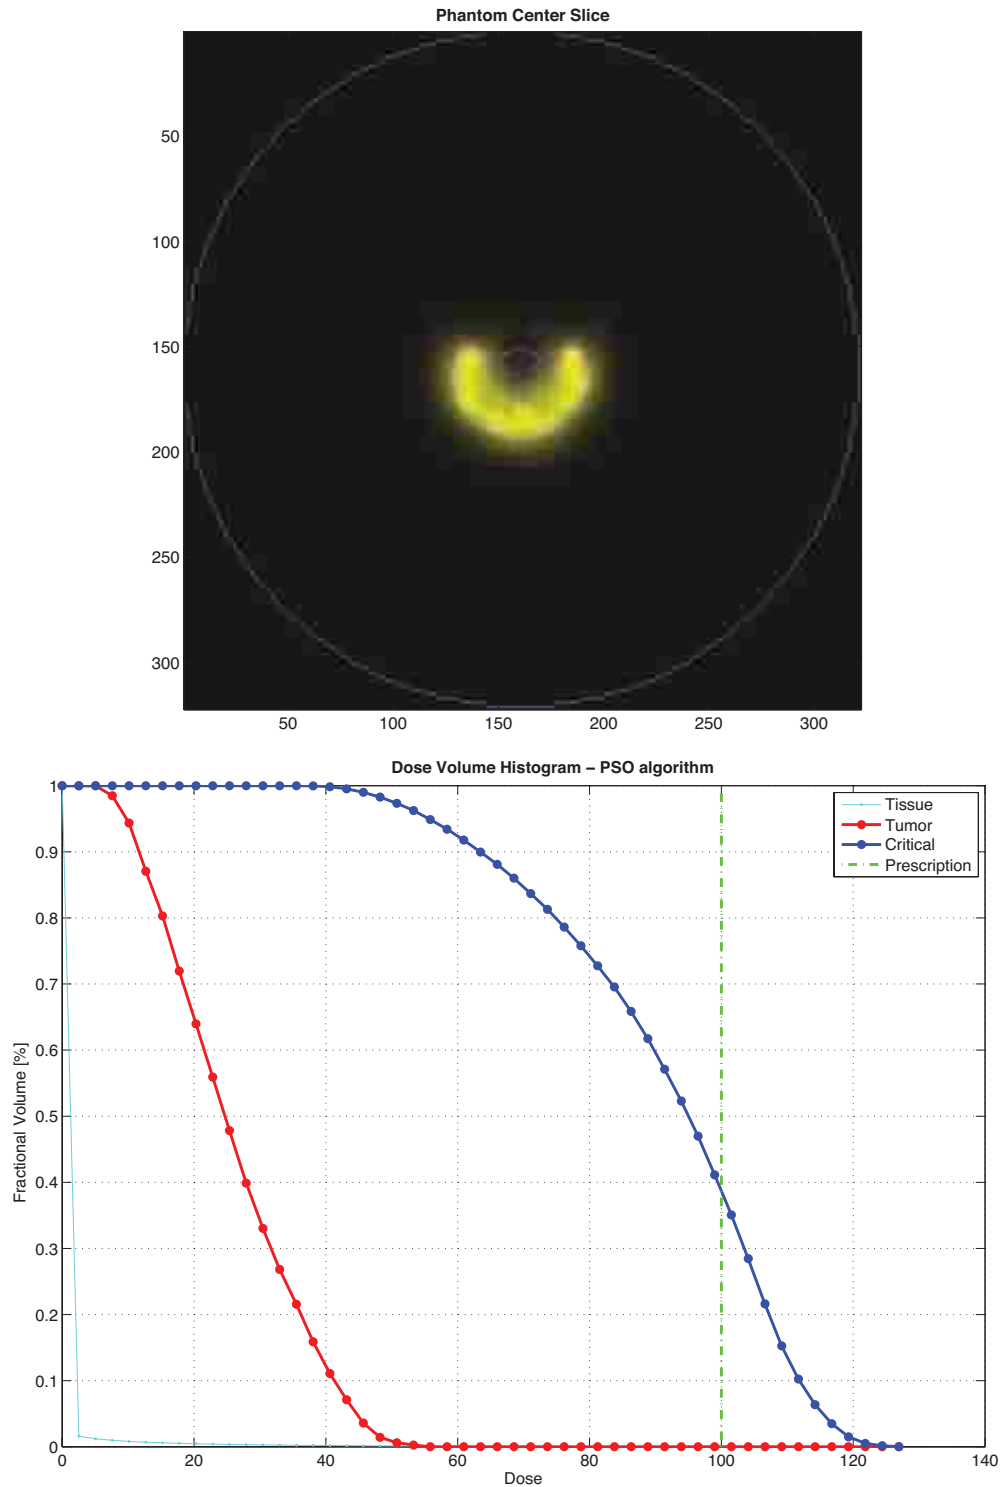 Phantom Center Slice
50
100
150
200
250
300
50 100 150 200 250 300
Dose Volume Histogram – PSO algorithm
1
0.9
0.8
0.7
0.6
0.5
0.4
0.3
0.2
0.1
0
Fractional Volume [%]
Tissue
Tumor
Critical
Prescription
0 20 40 60 80 100 120 140
Dose